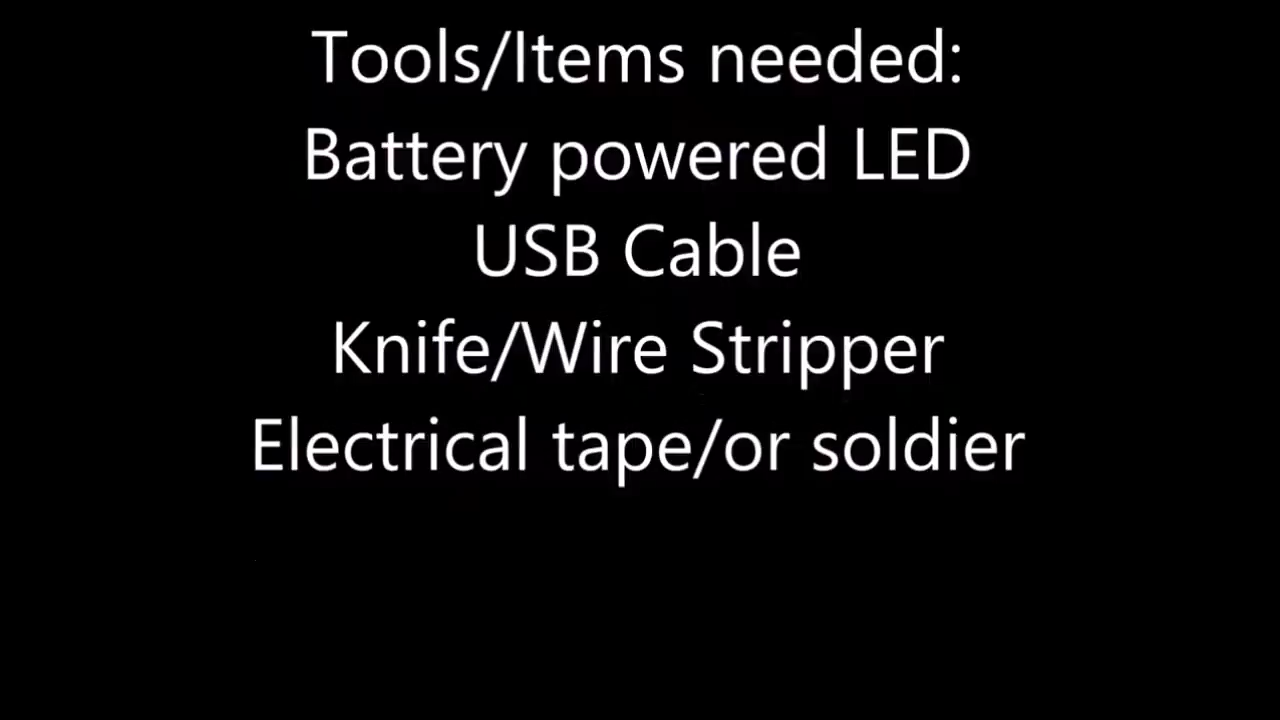 Tools/Items needed:
Battery powered LED
USB Cable
Knife/Wire Stripper
Electrical tape/or soldier